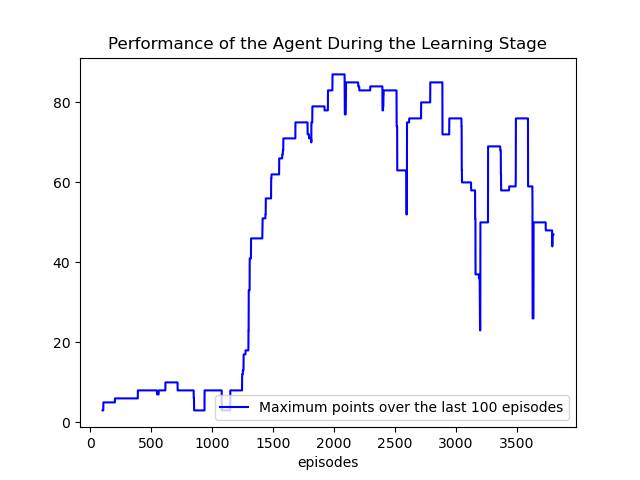 Performance of the Agent During the Learning Stage
80
60
40
20
0
Maximum points over the last 100 episodes
0 500 1000 1500 2000 2500 3000 3500
episodes